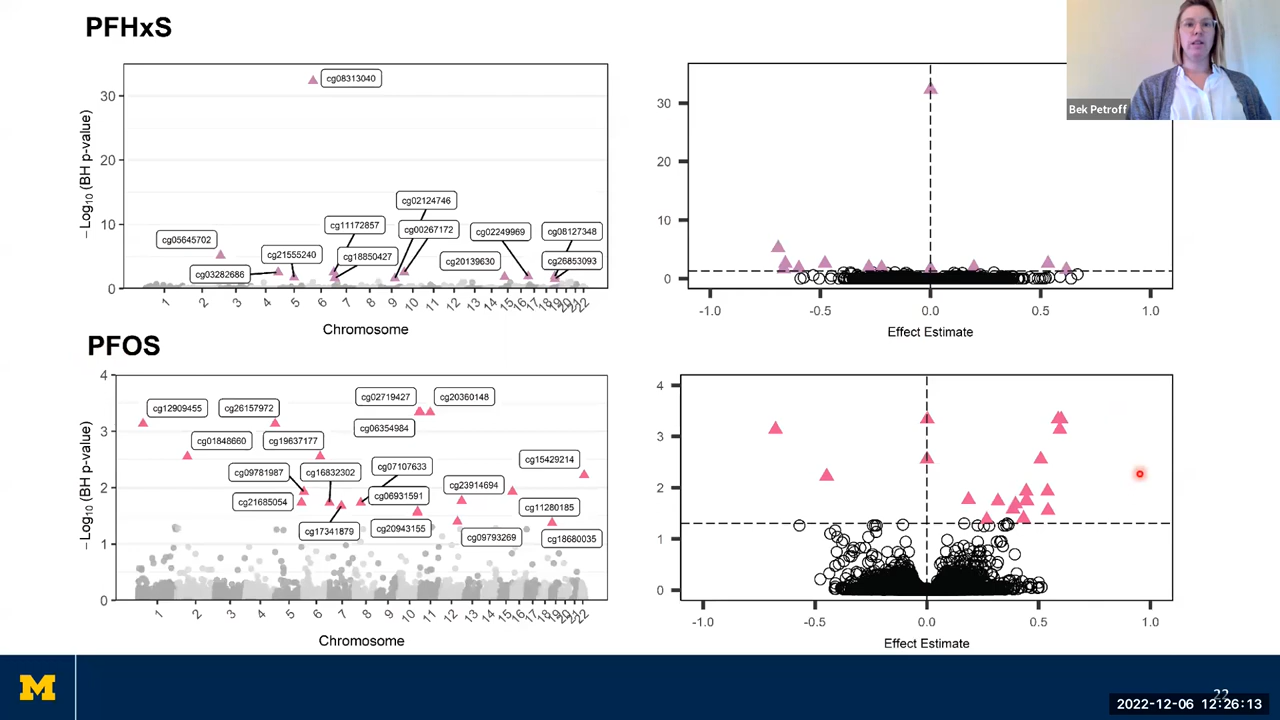 PFHxS
Bek Petroff
cg08313040
cg02124746
cg11172857
cg00267172
cg02249969
cg08127348
cg05645702
cg21555240
cg18850427
cg20139630
cg26853093
cg03282686
30
20
10
0
− Log10 (BH p-value)
1 2 3 4 5 6 7 8 9 10 11 12 13 14 15 16 17 18 19 20 21 22
Chromosome
30
20
10
0
-1.0 -0.5 0.0 0.5 1.0
Effect Estimate
PFOS
cg02719427
cg20360148
cg12909455
cg26157972
cg06354984
cg01848660
cg19637177
cg15429214
cg09781987
cg16832302
cg07107633
cg23914694
cg21685054
cg06931591
cg11280185
cg17341879
cg20943155
cg09793269
cg18680035
4
3
2
1
0
− Log10 (BH p-value)
1 2 3 4 5 6 7 8 9 10 11 12 13 14 15 16 17 18 19 20 21 22
Chromosome
4
3
2
1
0
-1.0 -0.5 0.0 0.5 1.0
Effect Estimate
M
22
2022-12-06 12:26:13